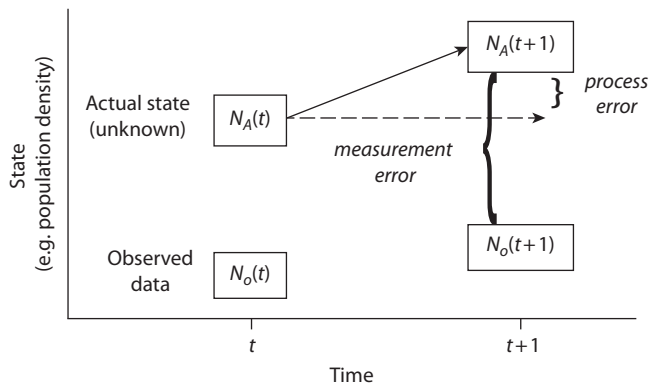 State
(e.g. population density)
Actual state
(unknown)
Observed
data
N_A(t)
N_o(t)
N_A(t+1)
N_o(t+1)
process
error
measurement
error
t
t+1
Time